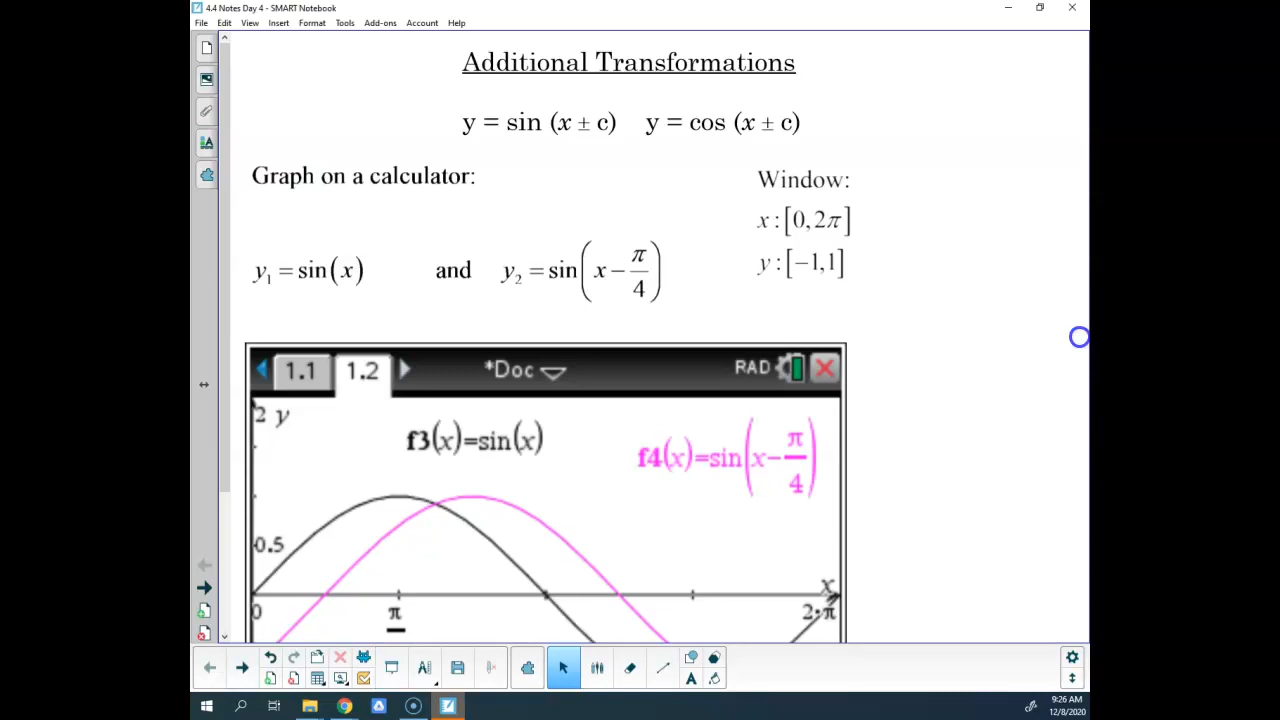 4.4 Notes Day 4 - SMART Notebook
File Edit View Insert Format Tools Add-ons Account Help
Additional Transformations
y = sin (x ± c) y = cos (x ± c)
Graph on a calculator:
Window:
x : [0, 2π]
y : [−1, 1]
y₁ = sin(x) and y₂ = sin(x − π/4)
1.1 1.2 *Doc RAD
2 y
f3(x)=sin(x)
f4(x)=sin(x−π/4)
0.5
x
0 π 2·π
A
9:26 AM
12/8/2020